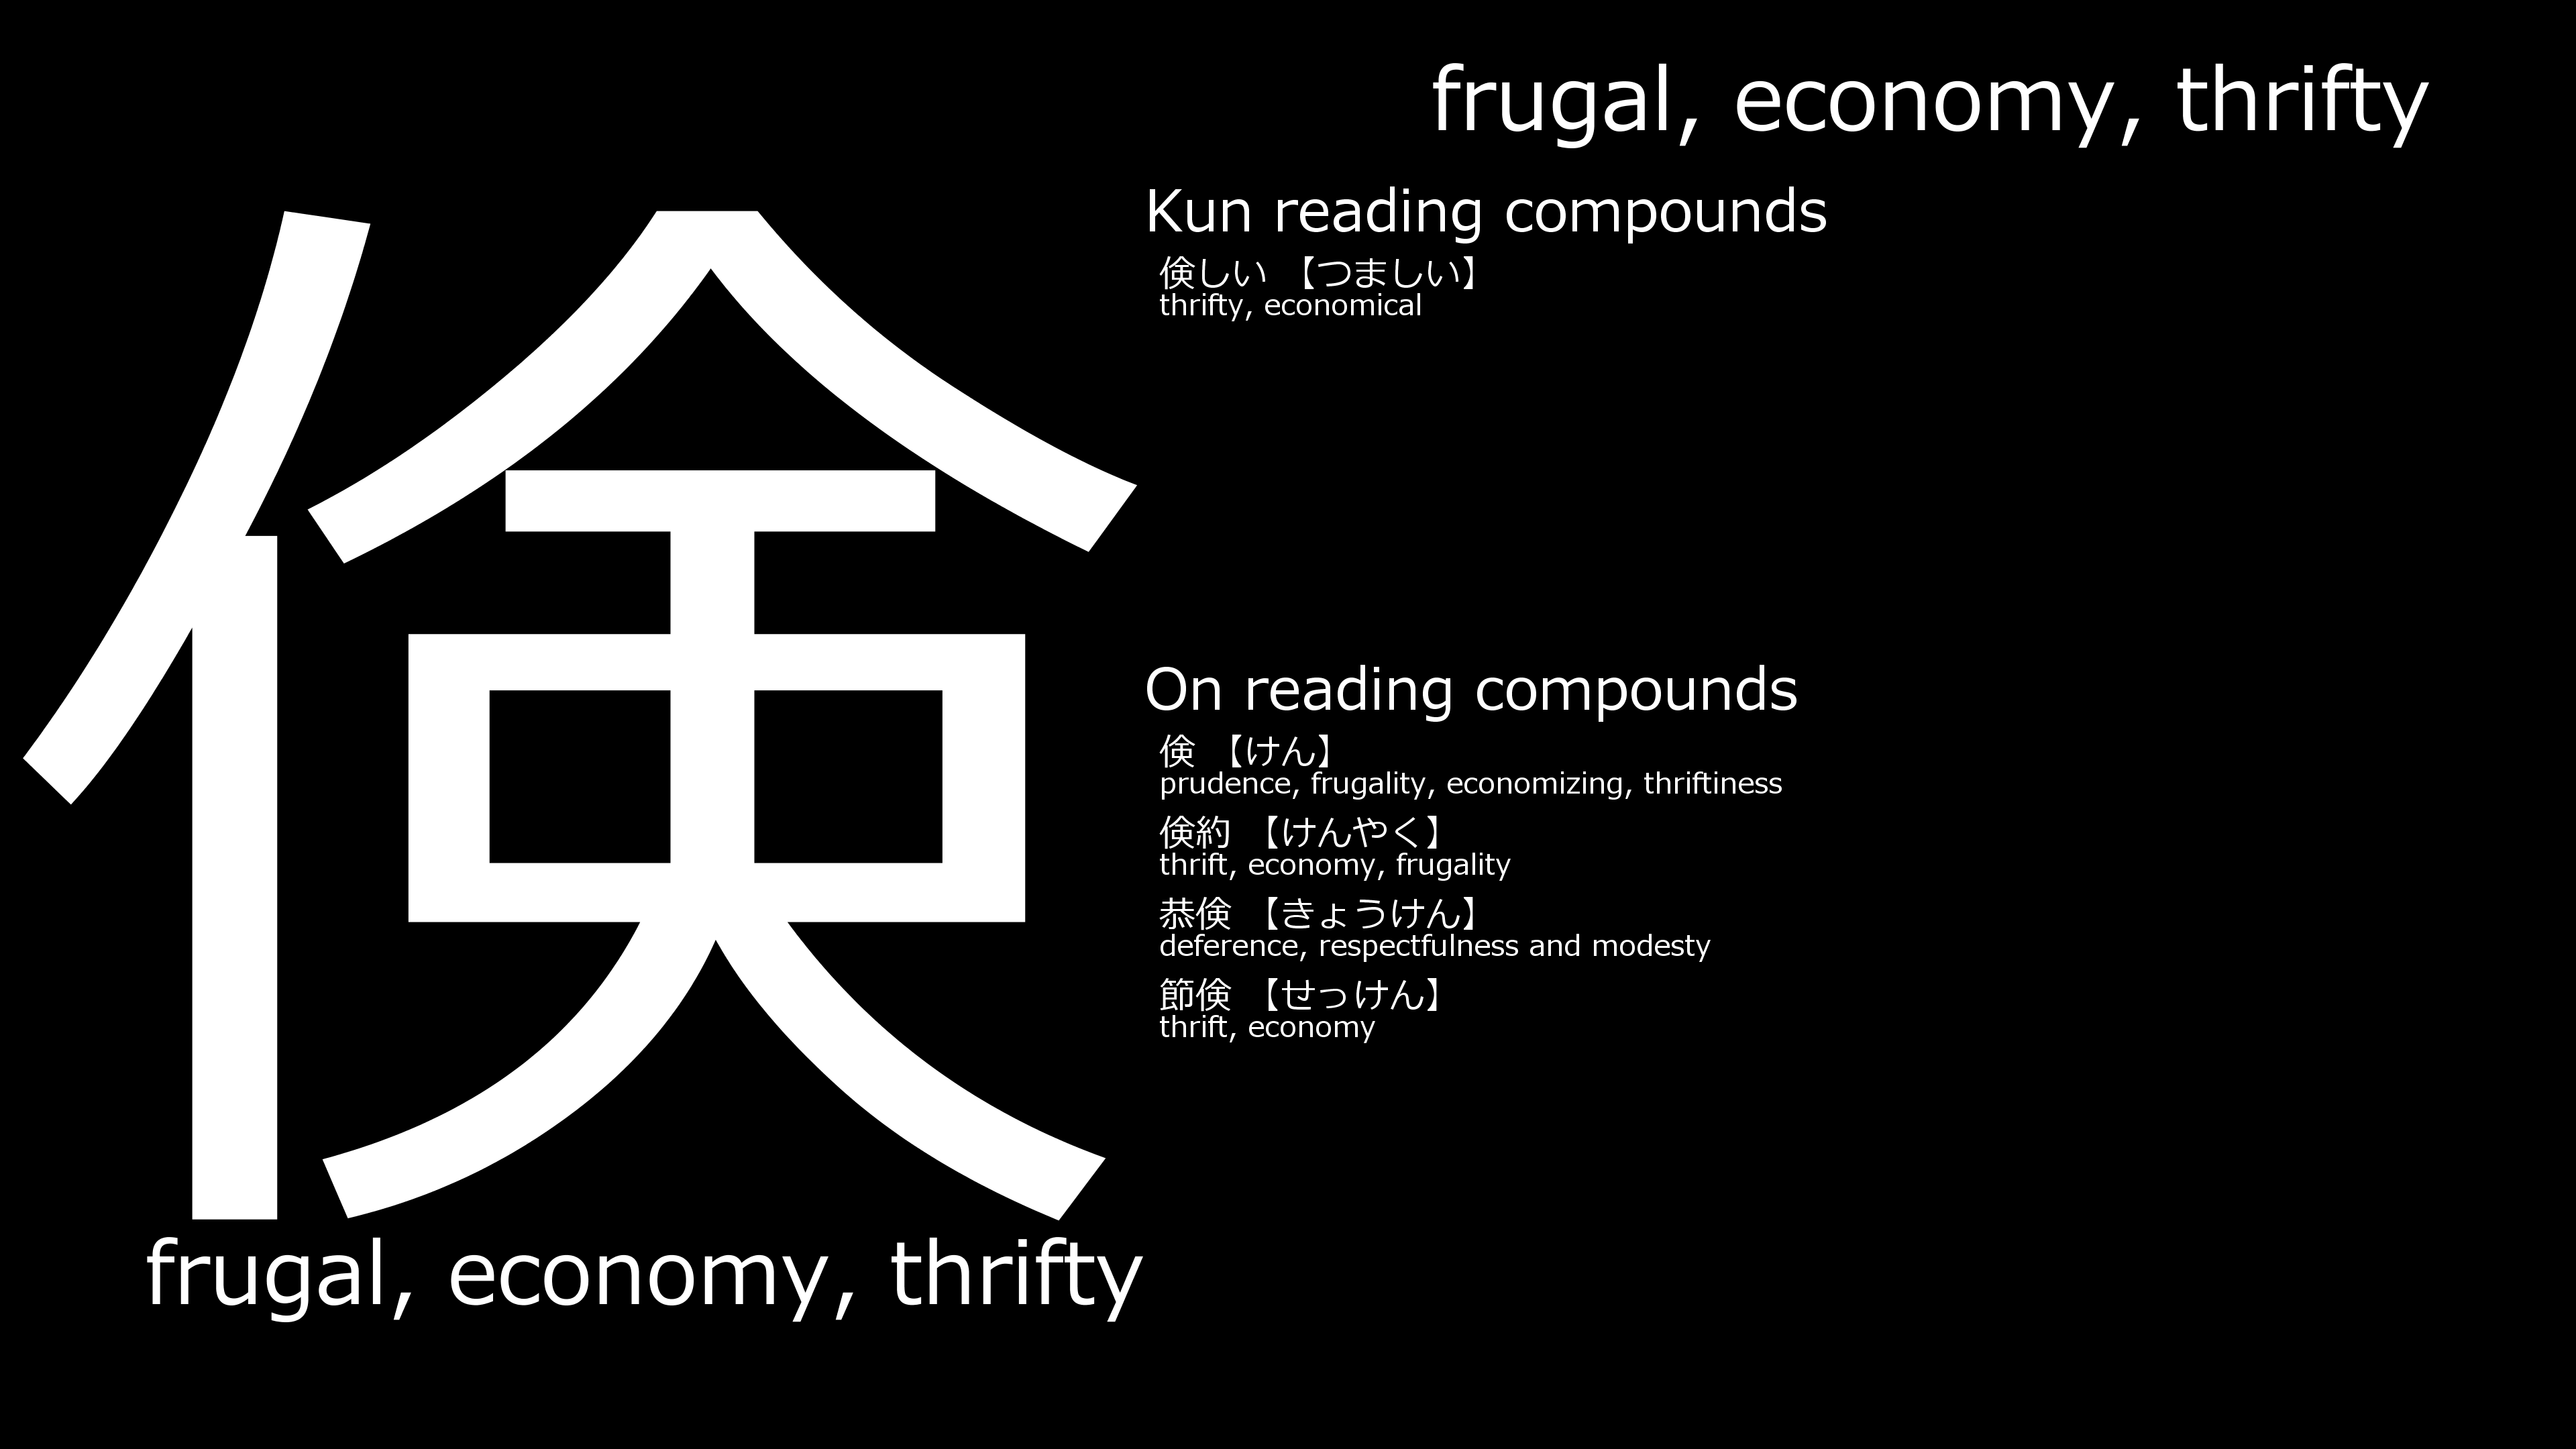 frugal, economy, thrifty
倹
frugal, economy, thrifty
Kun reading compounds
倹しい 【つましい】
thrifty, economical
On reading compounds
倹 【けん】
prudence, frugality, economizing, thriftiness
倹約 【けんやく】
thrift, economy, frugality
恭倹 【きょうけん】
deference, respectfulness and modesty
節倹 【せっけん】
thrift, economy